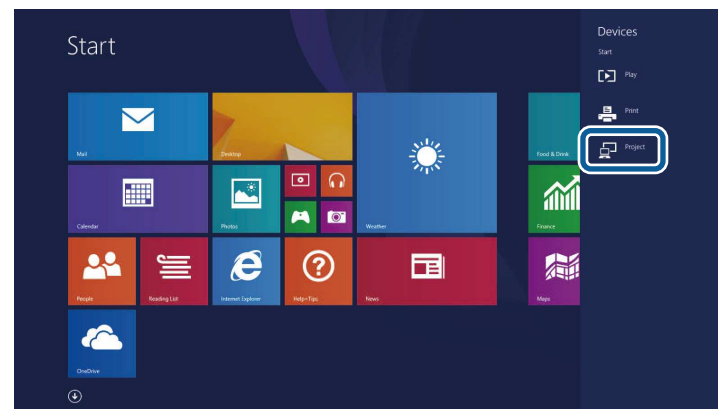 Start
Mail
Desktop
Calendar
Photos
Weather
People
Reading List
Internet Explorer
Help+Tips
News
OneDrive
Food & Drink
Finance
Maps
Devices
Start
Play
Print
Project